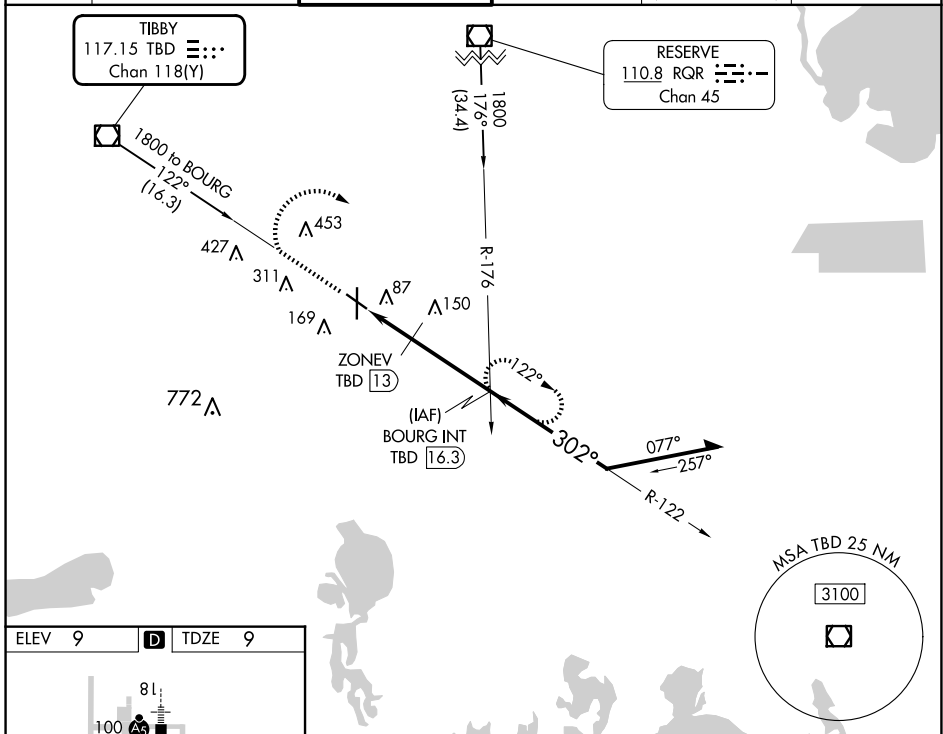 TIBBY
117.15 TBD
Chan 118(Y)
RESERVE
110.8 RQR
Chan 45
1800
176°
(34.4)
1800 to BOURG
122°
(16.3)
453
427
311
R-176
87
150
169
ZONEV
TBD 13
122°
772
(IAF)
BOURG INT
TBD 16.3
302°
077°
257°
R-122
MSA TBD 25 NM
3100
ELEV 9
D
TDZE 9
18
100
A5